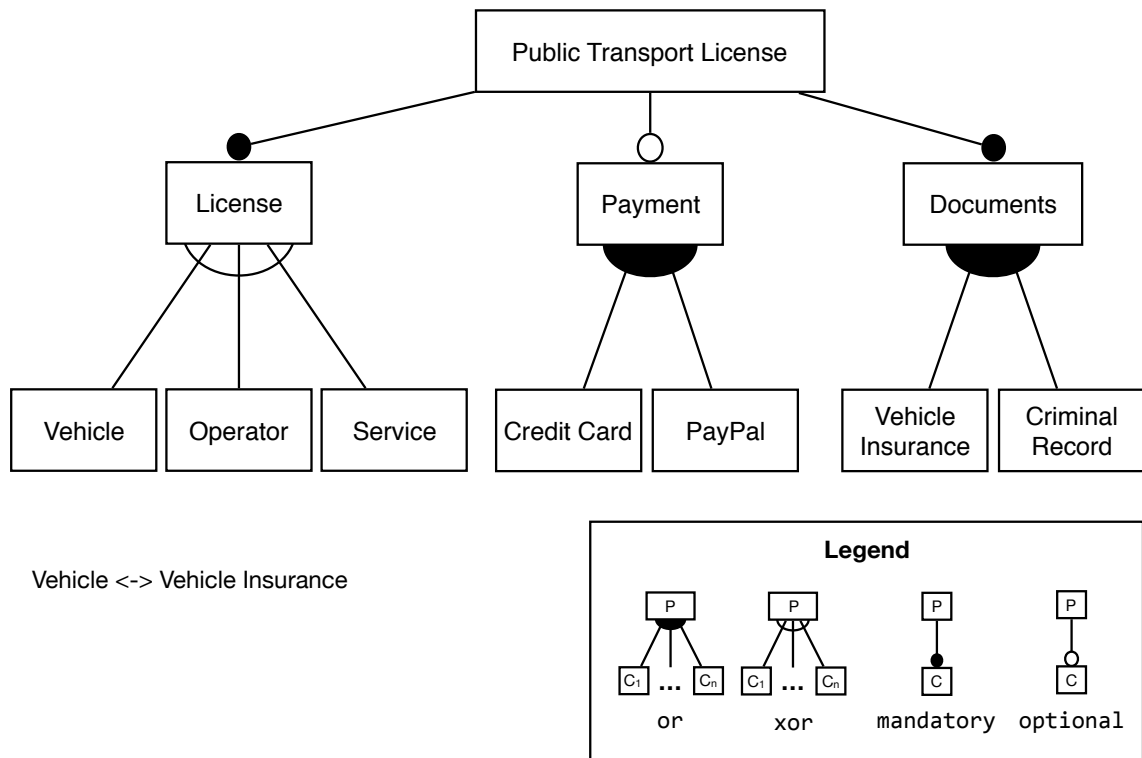 Public Transport License
License
Payment
Documents
Vehicle
Operator
Service
Credit Card
PayPal
Vehicle
Insurance
Criminal
Record
Vehicle <-> Vehicle Insurance
Legend
P
P
P
P
C₁ ... Cₙ
C₁ ... Cₙ
C
C
or
xor
mandatory
optional